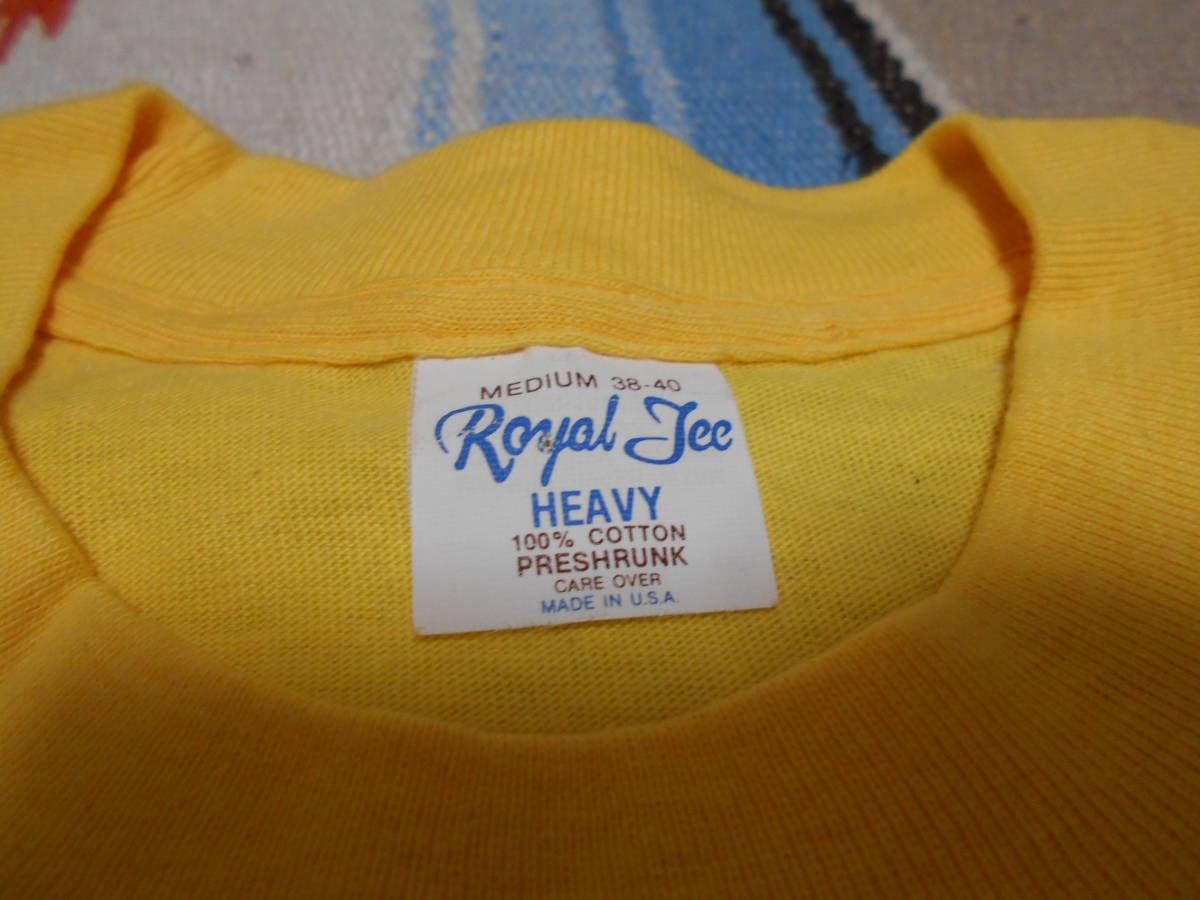 MEDIUM 38-40
Royal Tee
HEAVY
100% COTTON
PRESHRUNK
CARE OVER
MADE IN U.S.A.